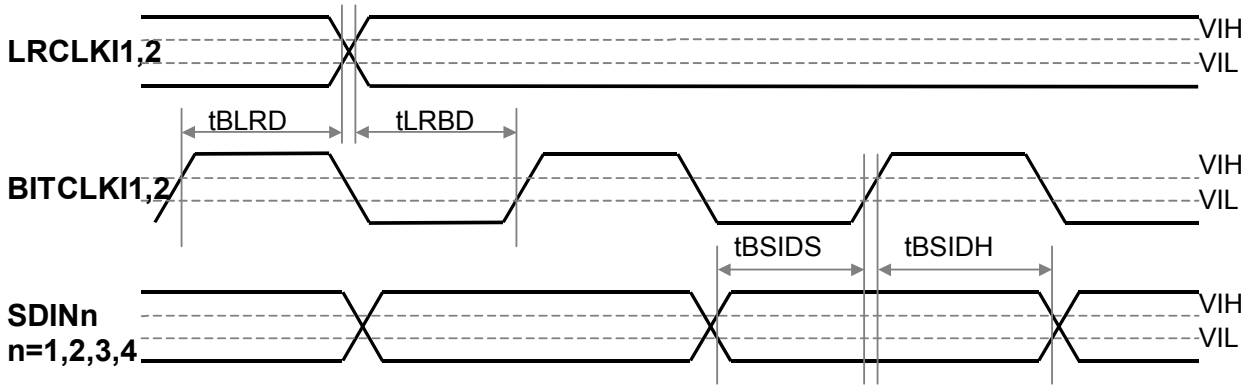 LRCLKI1,2
VIH
VIL
tBLRD
tLRBD
BITCLKI1,2
VIH
VIL
tBSIDS
tBSIDH
SDINn
n=1,2,3,4
VIH
VIL